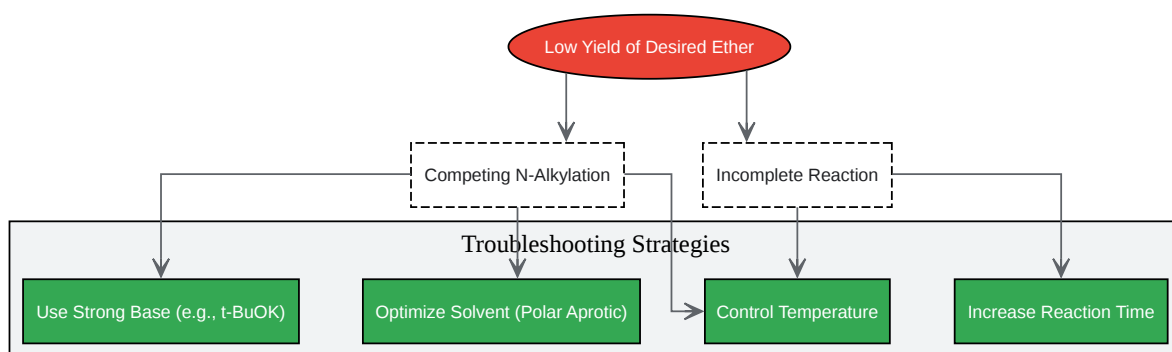 Low Yield of Desired Ether
Competing N-Alkylation
Incomplete Reaction
Troubleshooting Strategies
Use Strong Base (e.g., t-BuOK)
Optimize Solvent (Polar Aprotic)
Control Temperature
Increase Reaction Time